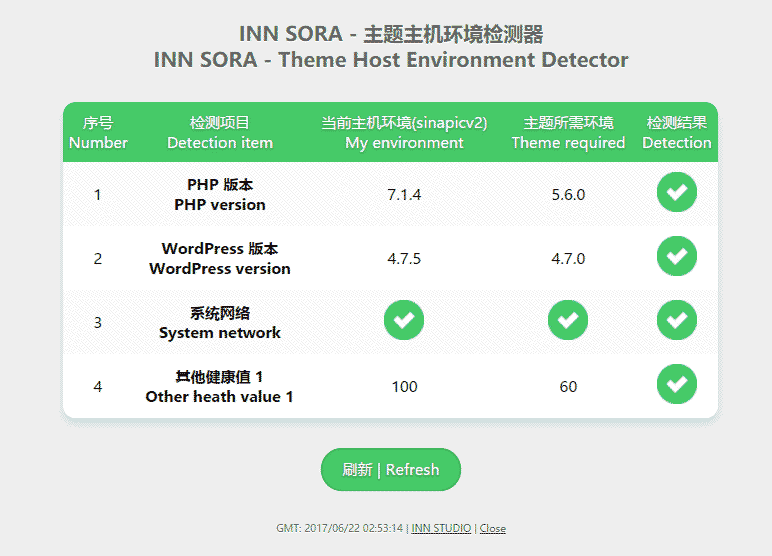 INN SORA - 主题主机环境检测器
INN SORA - Theme Host Environment Detector
序号 检测项目 当前主机环境(sinapicv2) 主题所需环境 检测结果
Number Detection item My environment Theme required Detection
1 PHP 版本 7.1.4 5.6.0
PHP version
2 WordPress 版本 4.7.5 4.7.0
WordPress version
3 系统网络
System network
4 其他健康值 1 100 60
Other heath value 1
刷新 | Refresh
GMT: 2017/06/22 02:53:14 | INN STUDIO | Close